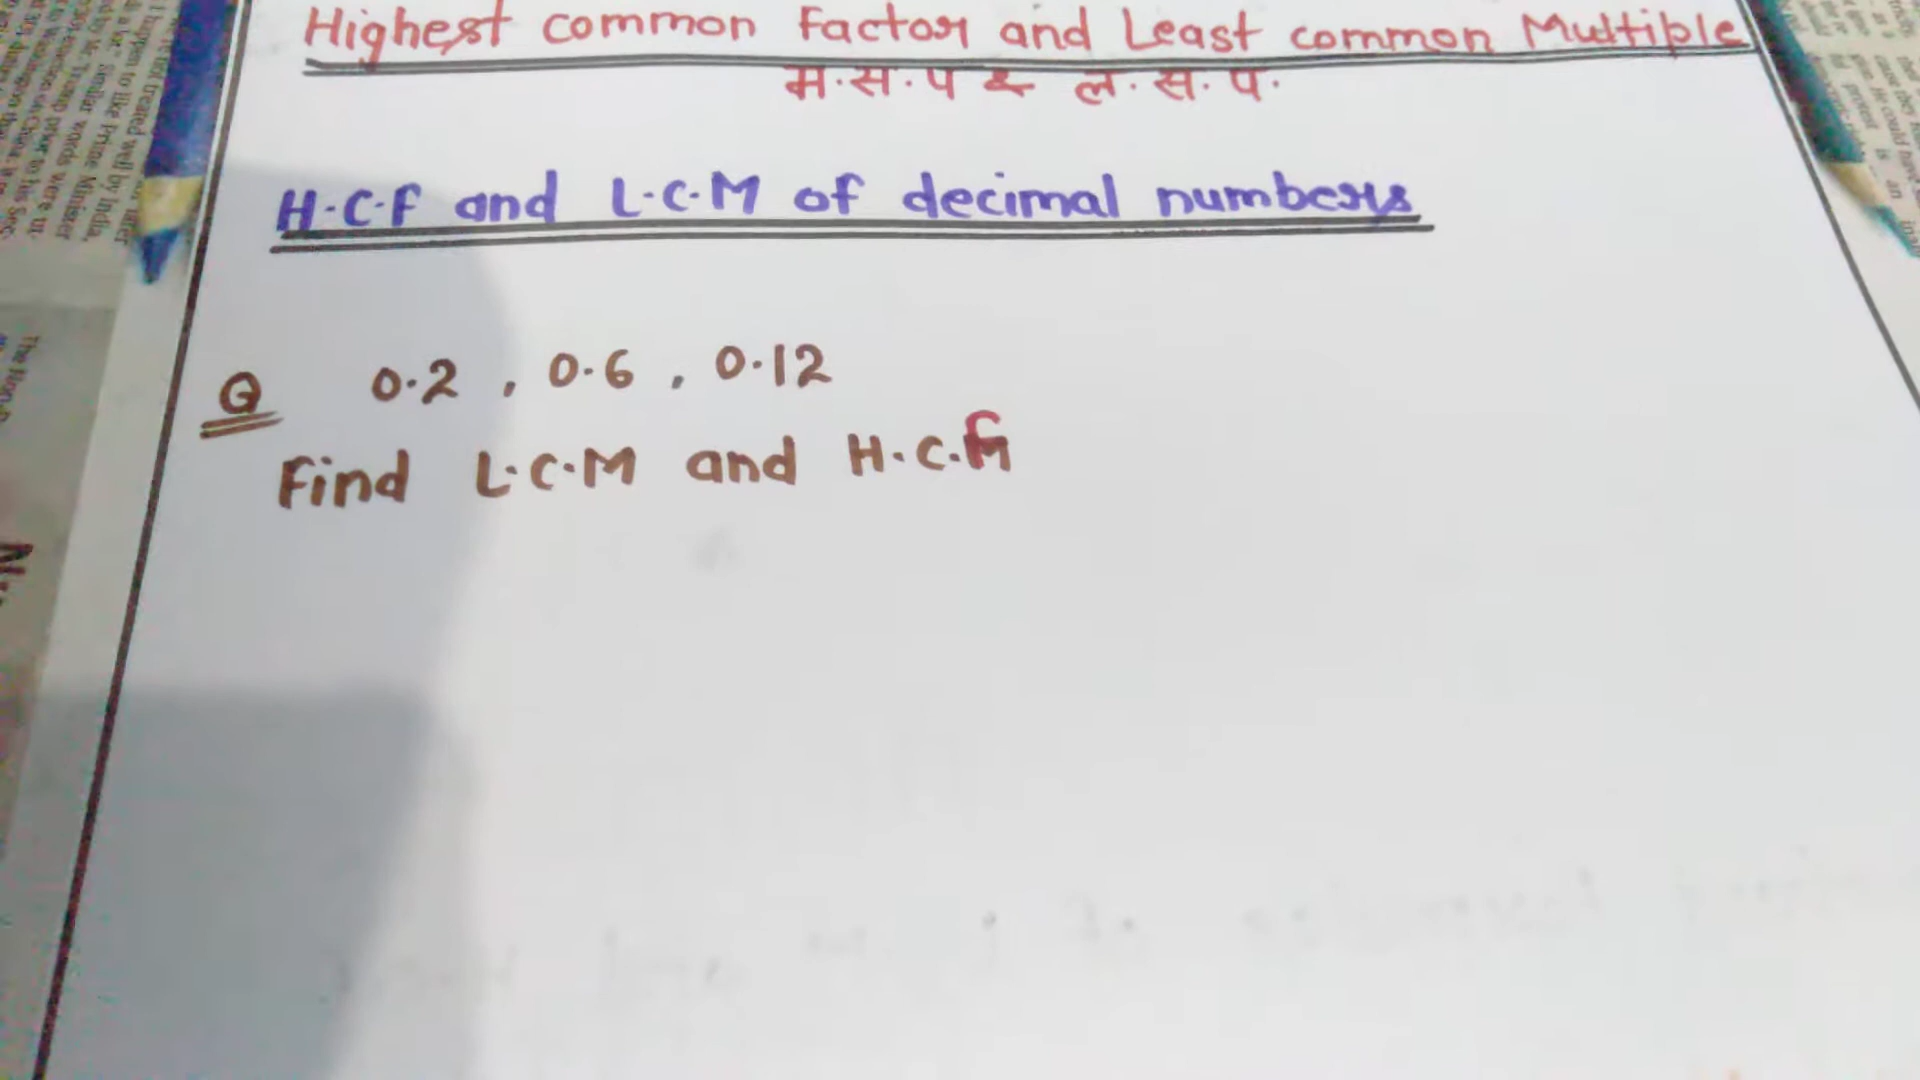 Highest common Factor and Least common Multiple
म.स.प & ल.स.प.
H.C.F and L.C.M of decimal numbers
Q 0.2 , 0.6 , 0.12
Find L.C.M and H.C.F